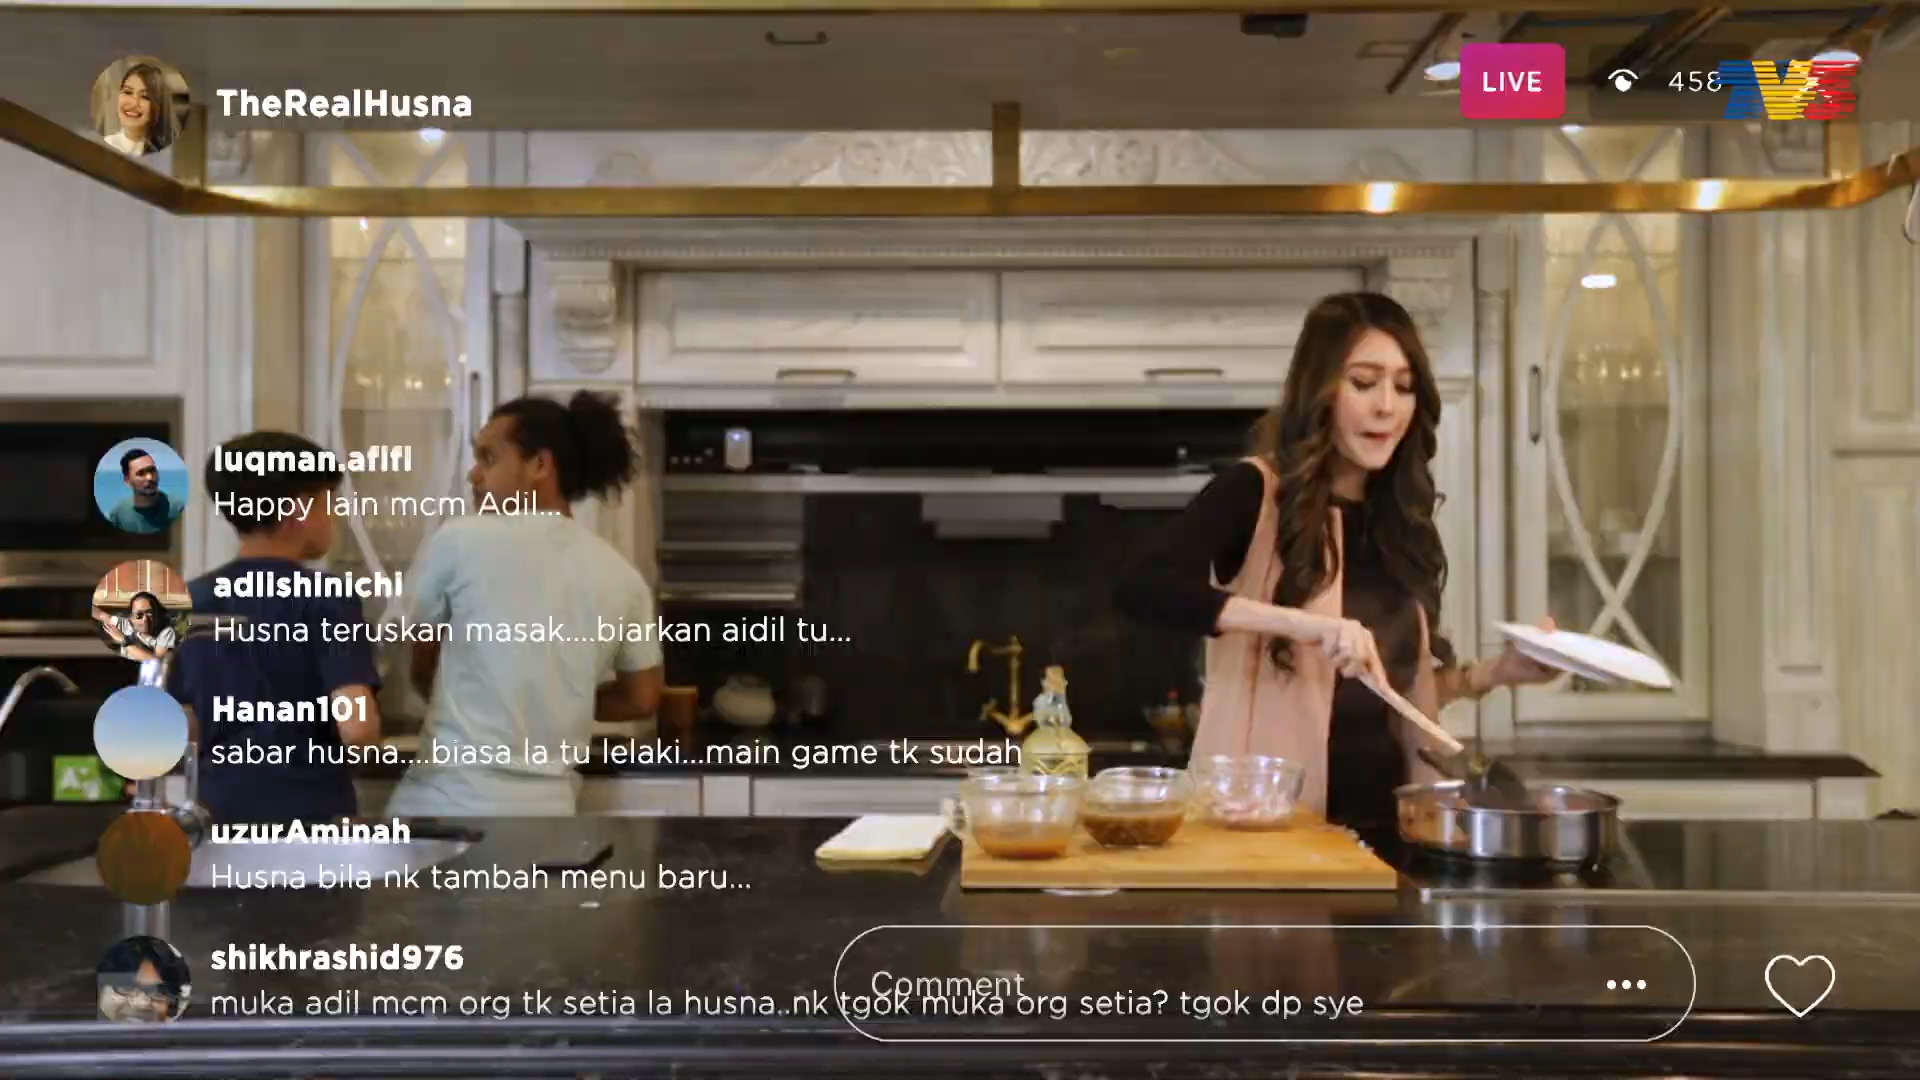 TheRealHusna
LIVE
458
TV3
luqman.afifi
Happy lain mcm Adil...
adlishinichi
Husna teruskan masak....biarkan aidil tu...
Hanan101
sabar husna....biasa la tu lelaki...main game tk sudah
uzurAminah
Husna bila nk tambah menu baru...
shikhrashid976
muka adil mcm org tk setia la husna..nk tgok muka org setia? tgok dp sye
Comment